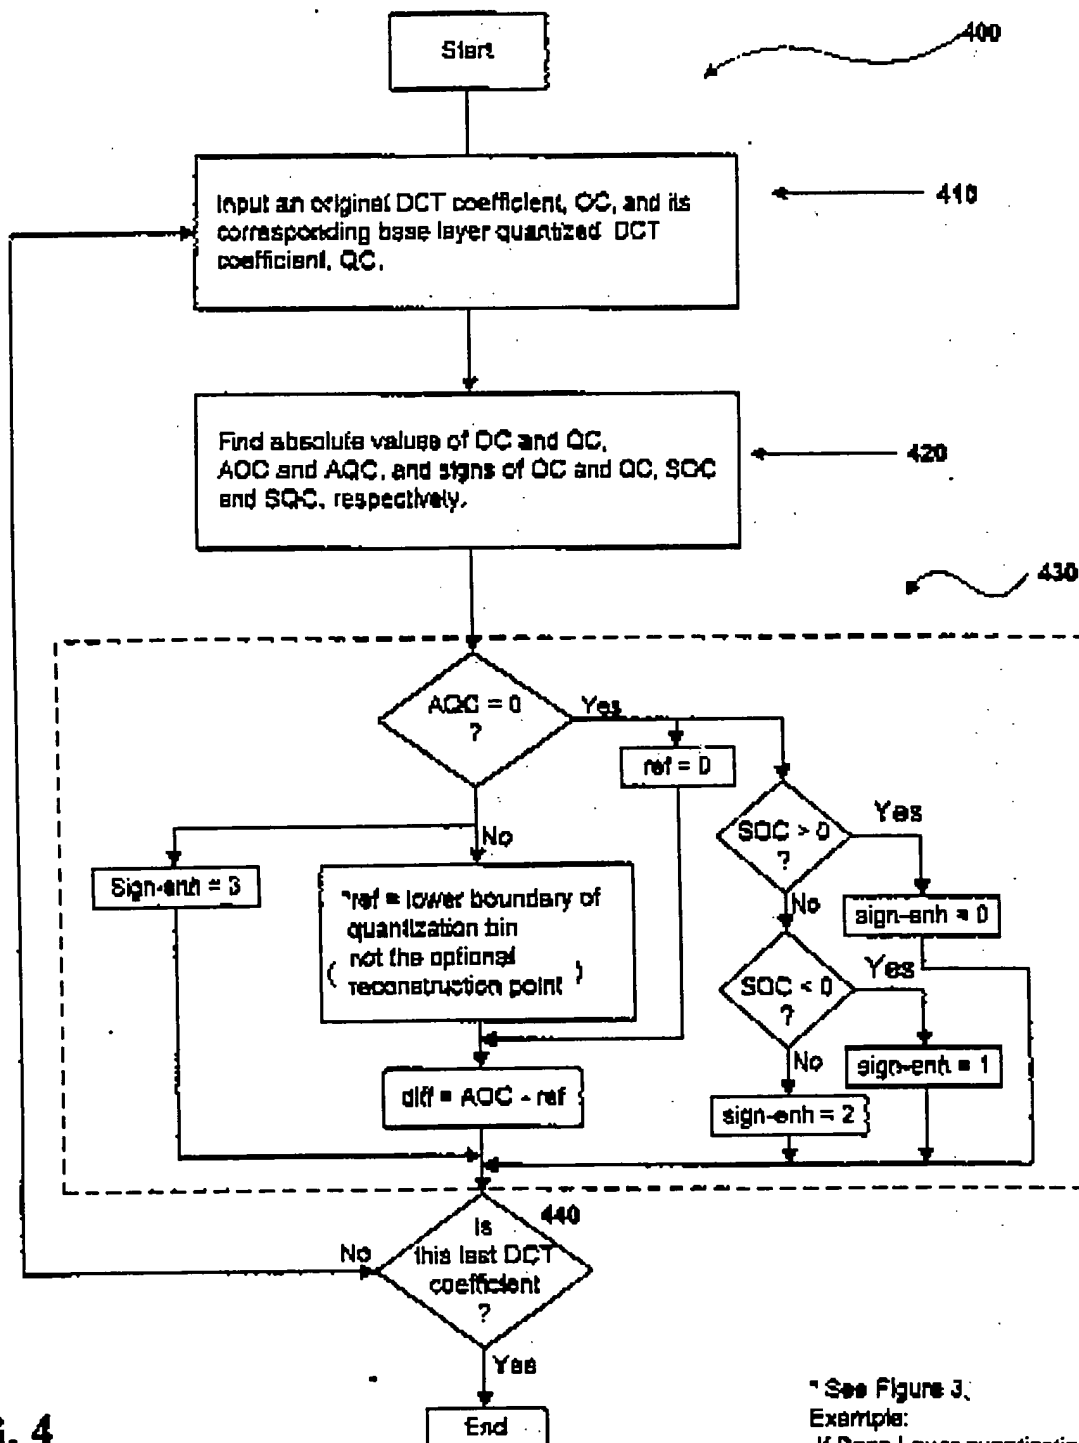 Start
400
Input an original DCT coefficient, OC, and its
corresponding base layer quantized DCT
coefficient, QC.
410
Find absolute values of OC and QC,
AOC and AQC, and signs of OC and QC, SOC
and SQC, respectively.
420
430
AQC = 0
?
Yes
ref = 0
SOC > 0
?
Yes
No
Sign-enh = 3
*ref = lower boundary of
quantization bin
( not the optional
reconstruction point )
No
sign-enh = 0
SOC < 0
?
Yes
No
sign-enh = 1
diff = AOC - ref
sign-enh = 2
440
Is
this last DCT
coefficient
?
No
Yes
End
* See Figure 3.
Example:
. 4